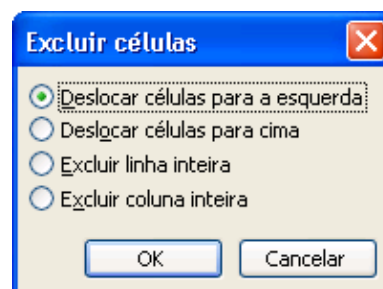 Excluir células
Deslocar células para a esquerda
Deslocar células para cima
Excluir linha inteira
Excluir coluna inteira
OK Cancelar